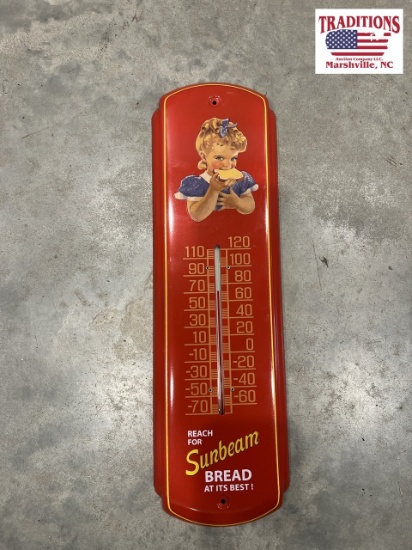 TRADITIONS
Auction Company LLC.
Marshville, NC
120
110
100
90
80
70
60
50
40
30
20
10
0
-10
-20
-30
-40
-50
-60
-70
REACH
FOR
Sunbeam
BREAD
AT ITS BEST!